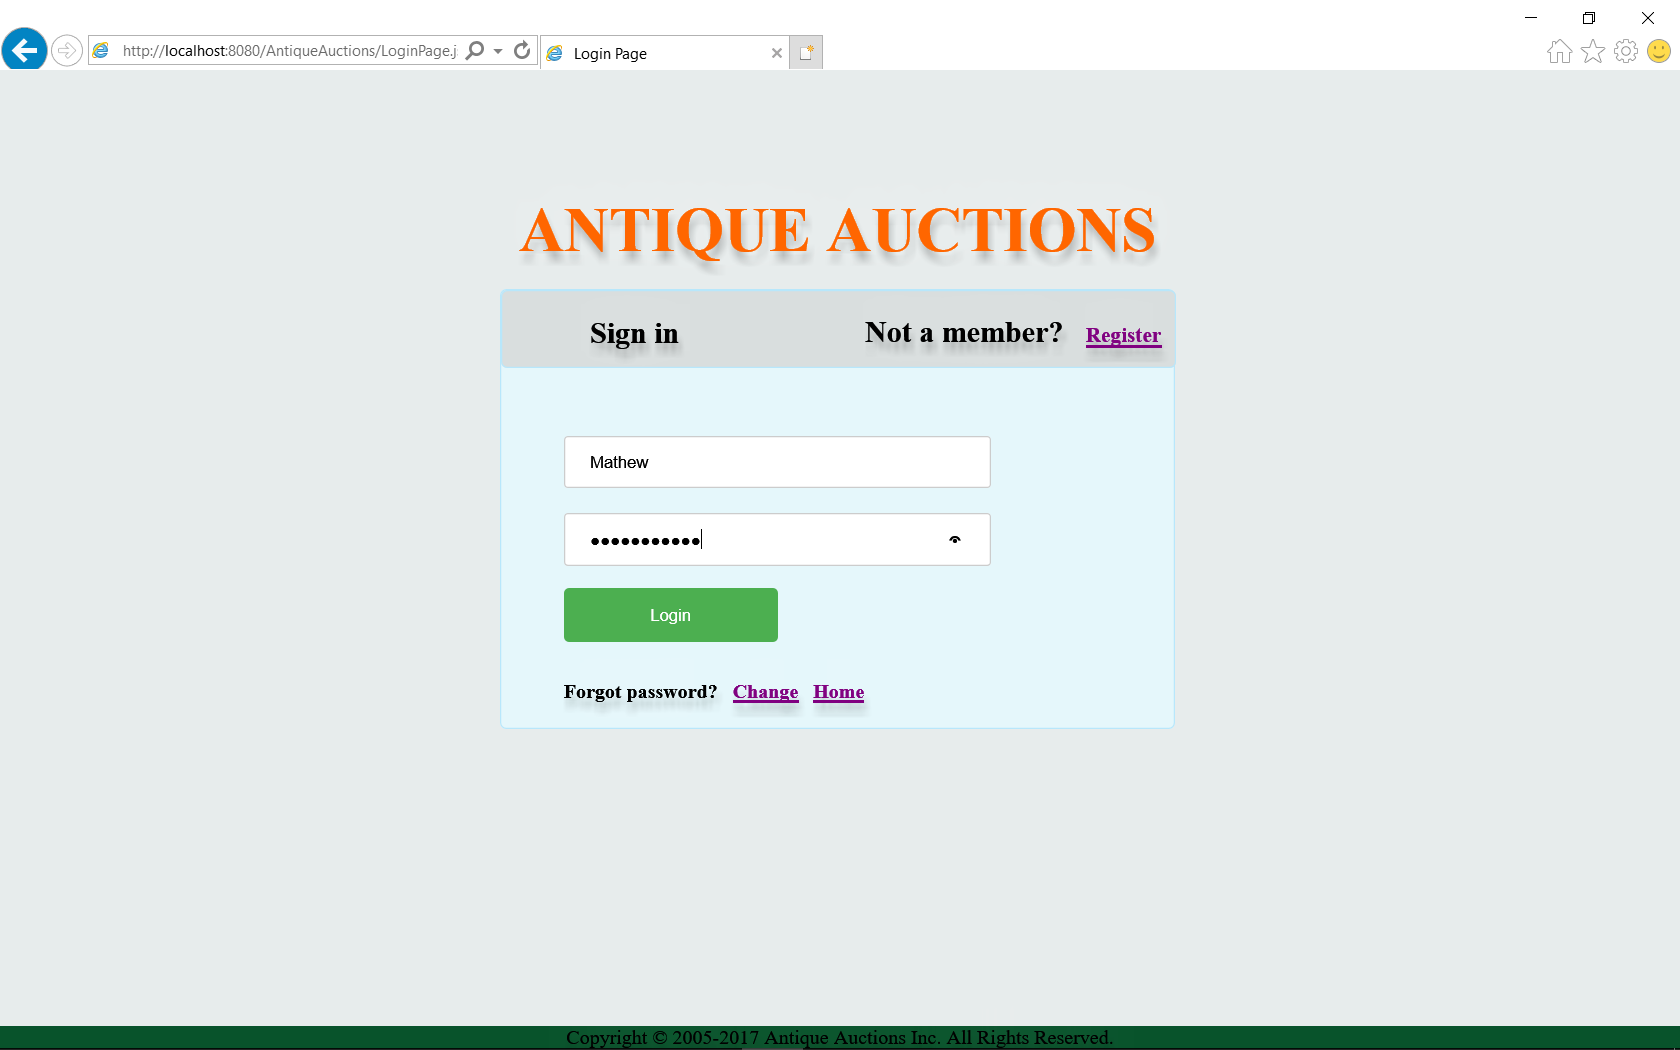 http://localhost:8080/AntiqueAuctions/LoginPage.j
Login Page
ANTIQUE AUCTIONS
Sign in
Not a member? Register
Mathew
●●●●●●●●●●●
Login
Forgot password? Change Home
Copyright © 2005-2017 Antique Auctions Inc. All Rights Reserved.